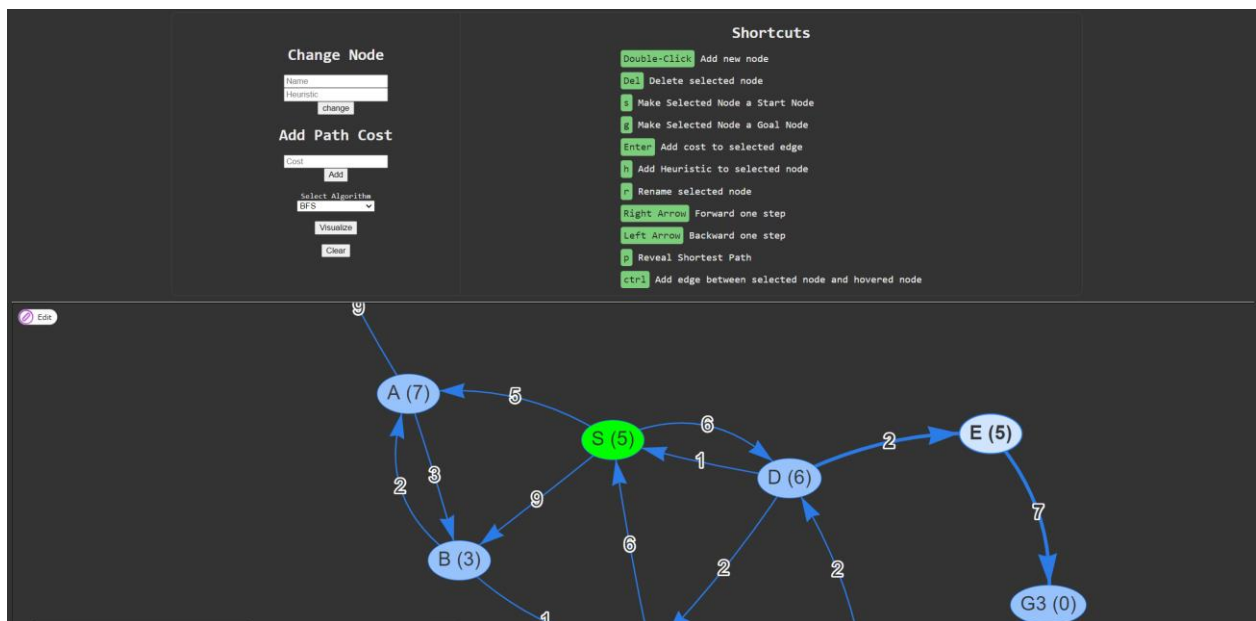 Change Node
Name
Heuristic
change
Add Path Cost
Cost
Add
Select Algorithm
BFS
Visualize
Clear
Shortcuts
Double-Click Add new node
Del Delete selected node
s Make Selected Node a Start Node
g Make Selected Node a Goal Node
Enter Add cost to selected edge
h Add Heuristic to selected node
r Rename selected node
Right Arrow Forward one step
Left Arrow Backward one step
p Reveal Shortest Path
ctrl Add edge between selected node and hovered node
Edit
9
A (7)
5
S (5)
6
2
E (5)
1
D (6)
3
2
9
7
6
2
2
B (3)
G3 (0)
1